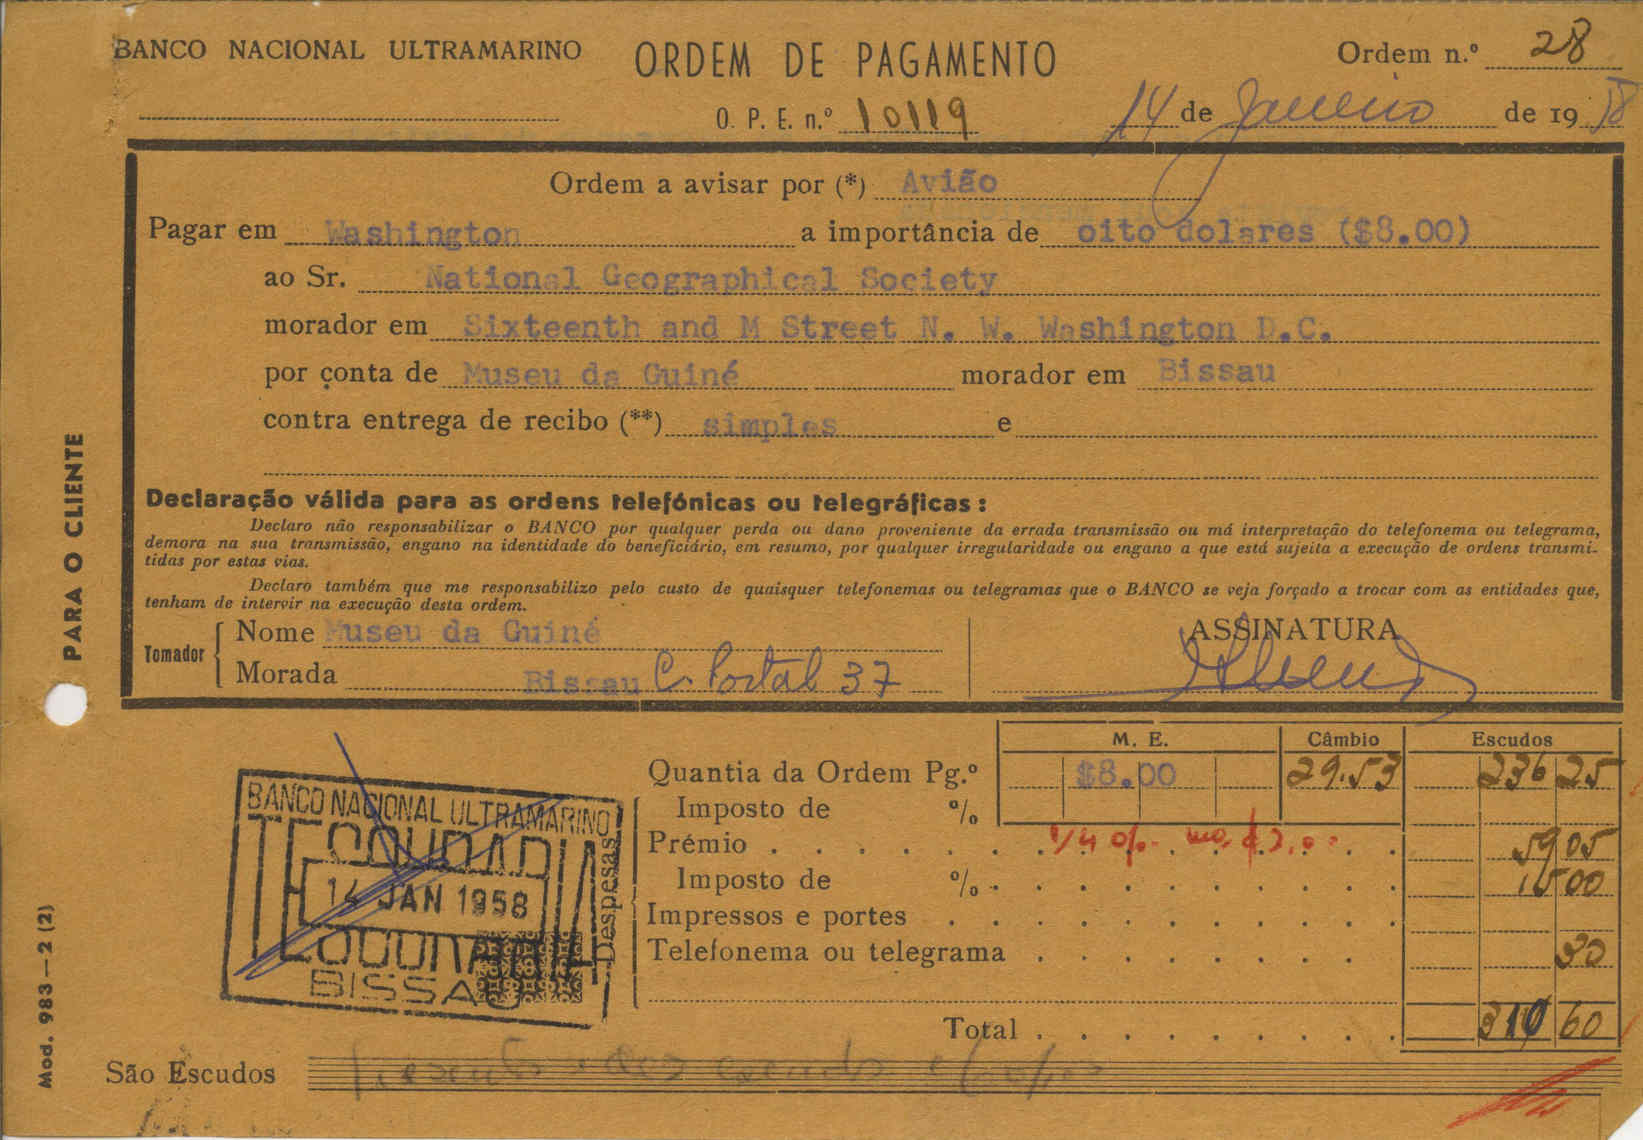 BANCO NACIONAL ULTRAMARINO
ORDEM DE PAGAMENTO
Ordem n.º 28
O. P. E. n.º 10119
14 de Janeiro de 1958
Ordem a avisar por (*) Avião
Pagar em Washington a importância de oito dolares ($8.00)
ao Sr. National Geographical Society
morador em Sixteenth and M Street N. W. Washington D.C.
por conta de Museu da Guiné morador em Bissau
contra entrega de recibo (**) simples e
Declaração válida para as ordens telefónicas ou telegráficas:
Declaro não responsabilizar o BANCO por qualquer perda ou dano proveniente da errada transmissão ou má interpretação do telefonema ou telegrama,
demora na sua transmissão, engano na identidade do beneficiário, em resumo, por qualquer irregularidade ou engano a que está sujeita a execução de ordens transmi-
tidas por estas vias.
Declaro também que me responsabilizo pelo custo de quaisquer telefonemas ou telegramas que o BANCO se veja forçado a trocar com as entidades que,
tenham de intervir na execução desta ordem.
Tomador
Nome Museu da Guiné
Morada Bissau C. Postal 37
ASSINATURA
PARA O CLIENTE
Mod. 983—2 (2)
M. E. Câmbio Escudos
Quantia da Ordem Pg.º $8.00 29.53 236 25
Imposto de %
Prémio 1/4 % 59 05
Imposto de % 15 00
Impressos e portes
Telefonema ou telegrama 30
Total 310 60
Despesas
BANCO NACIONAL ULTRAMARINO
14 JAN 1958
BISSAU
São Escudos